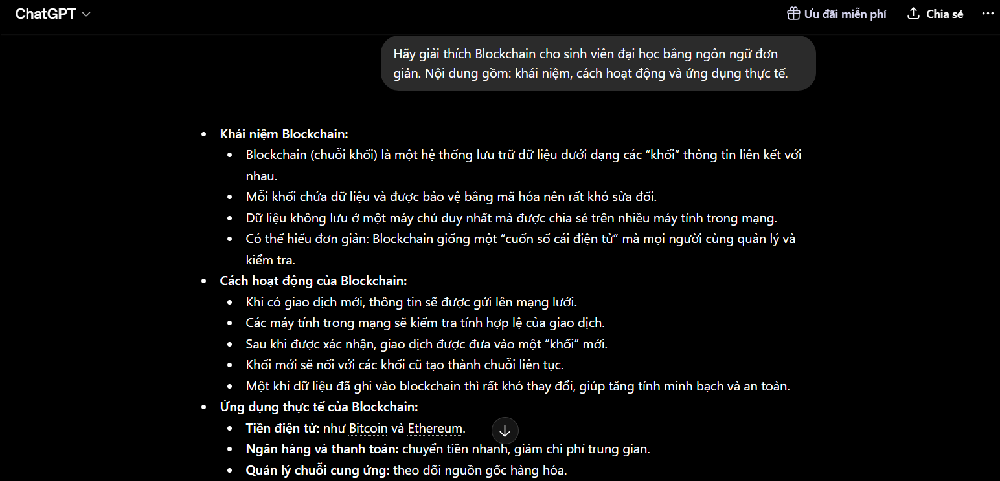 ChatGPT
Ưu đãi miễn phí
Chia sẻ
Hãy giải thích Blockchain cho sinh viên đại học bằng ngôn ngữ đơn
giản. Nội dung gồm: khái niệm, cách hoạt động và ứng dụng thực tế.
Khái niệm Blockchain:
Blockchain (chuỗi khối) là một hệ thống lưu trữ dữ liệu dưới dạng các “khối” thông tin liên kết với
nhau.
Mỗi khối chứa dữ liệu và được bảo vệ bằng mã hóa nên rất khó sửa đổi.
Dữ liệu không lưu ở một máy chủ duy nhất mà được chia sẻ trên nhiều máy tính trong mạng.
Có thể hiểu đơn giản: Blockchain giống một “cuốn sổ cái điện tử” mà mọi người cùng quản lý và
kiểm tra.
Cách hoạt động của Blockchain:
Khi có giao dịch mới, thông tin sẽ được gửi lên mạng lưới.
Các máy tính trong mạng sẽ kiểm tra tính hợp lệ của giao dịch.
Sau khi được xác nhận, giao dịch được đưa vào một “khối” mới.
Khối mới sẽ nối với các khối cũ tạo thành chuỗi liên tục.
Một khi dữ liệu đã ghi vào blockchain thì rất khó thay đổi, giúp tăng tính minh bạch và an toàn.
Ứng dụng thực tế của Blockchain:
Tiền điện tử: như Bitcoin và Ethereum.
Ngân hàng và thanh toán: chuyển tiền nhanh, giảm chi phí trung gian.
Quản lý chuỗi cung ứng: theo dõi nguồn gốc hàng hóa.